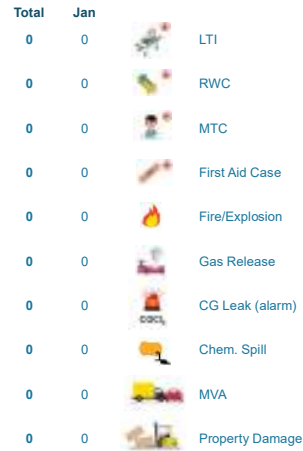 Total Jan
0 0 LTI
0 0 RWC
0 0 MTC
0 0 First Aid Case
0 0 Fire/Explosion
0 0 Gas Release
0 0 CG Leak (alarm)
COCl₂
0 0 Chem. Spill
0 0 MVA
0 0 Property Damage